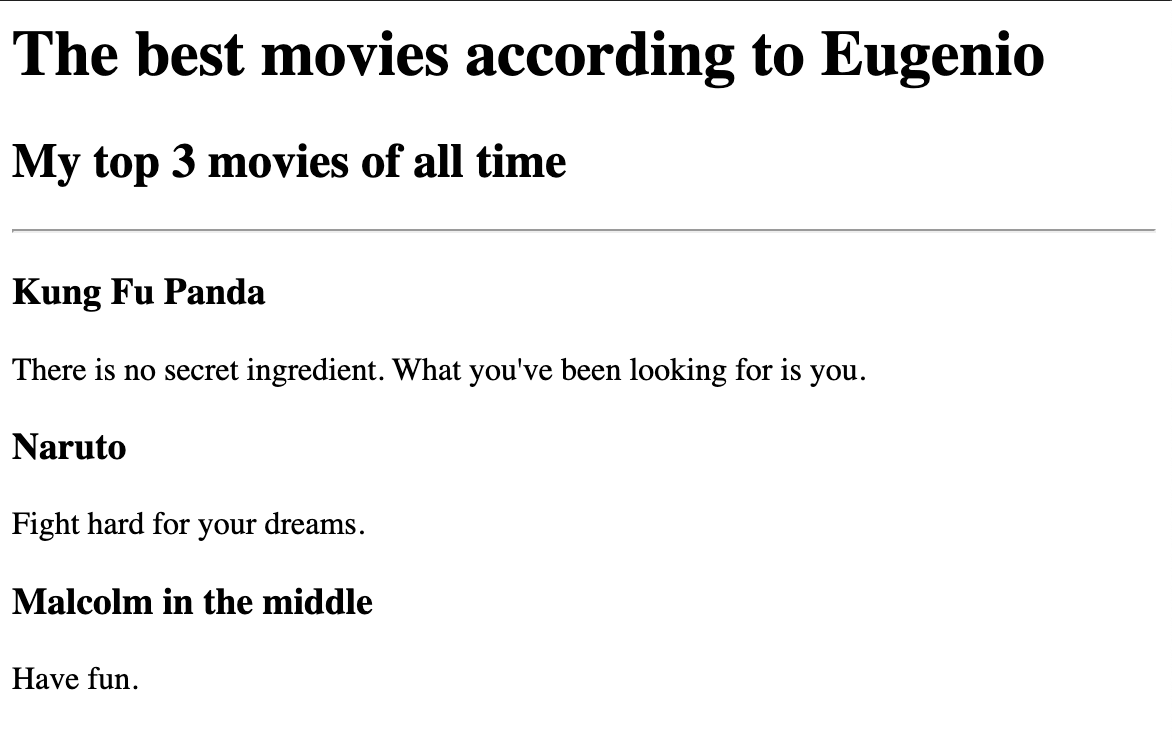 The best movies according to Eugenio
My top 3 movies of all time
Kung Fu Panda
There is no secret ingredient. What you've been looking for is you.
Naruto
Fight hard for your dreams.
Malcolm in the middle
Have fun.